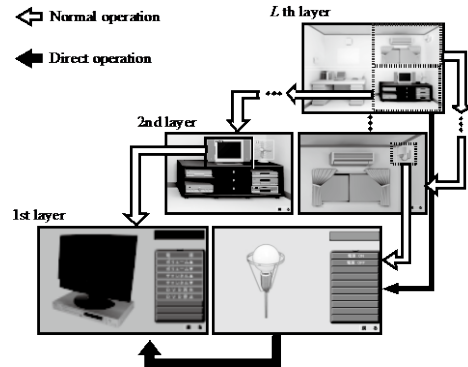 Normal operation
Direct operation
L th layer
2nd layer
1st layer